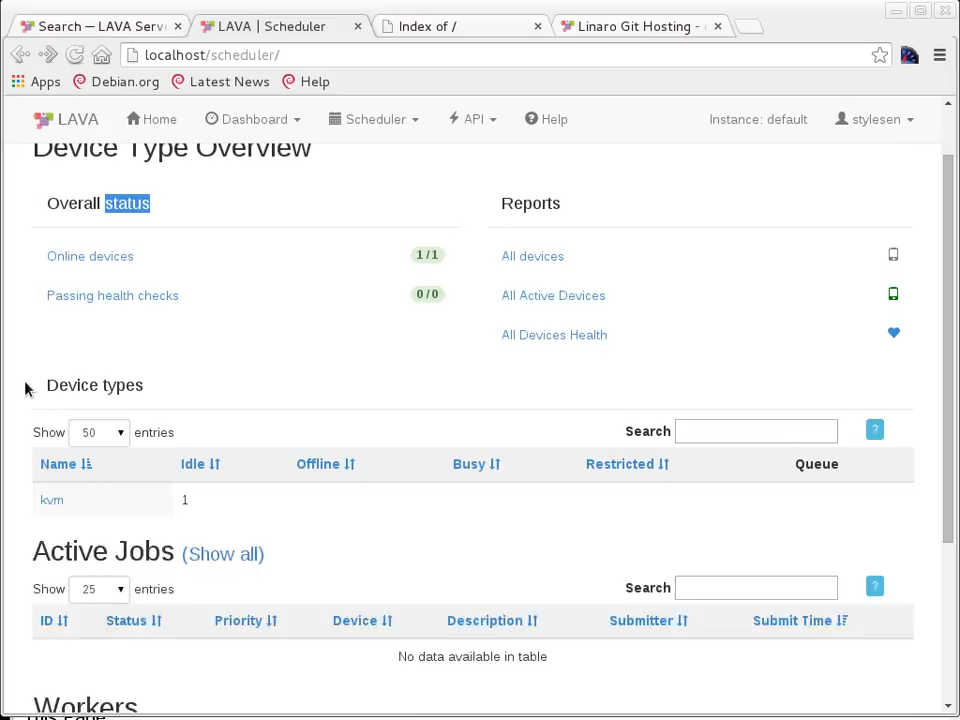 Search — LAVA Serv
LAVA | Scheduler
Index of /
Linaro Git Hosting -
localhost/scheduler/
Apps Debian.org Latest News Help
LAVA Home Dashboard Scheduler API Help Instance: default stylesen
Device Type Overview
Overall status
Reports
Online devices 1 / 1
All devices
Passing health checks 0 / 0
All Active Devices
All Devices Health
Device types
Show 50 entries Search ?
Name Idle Offline Busy Restricted Queue
kvm 1
Active Jobs (Show all)
Show 25 entries Search ?
ID Status Priority Device Description Submitter Submit Time
No data available in table
Workers
This Page